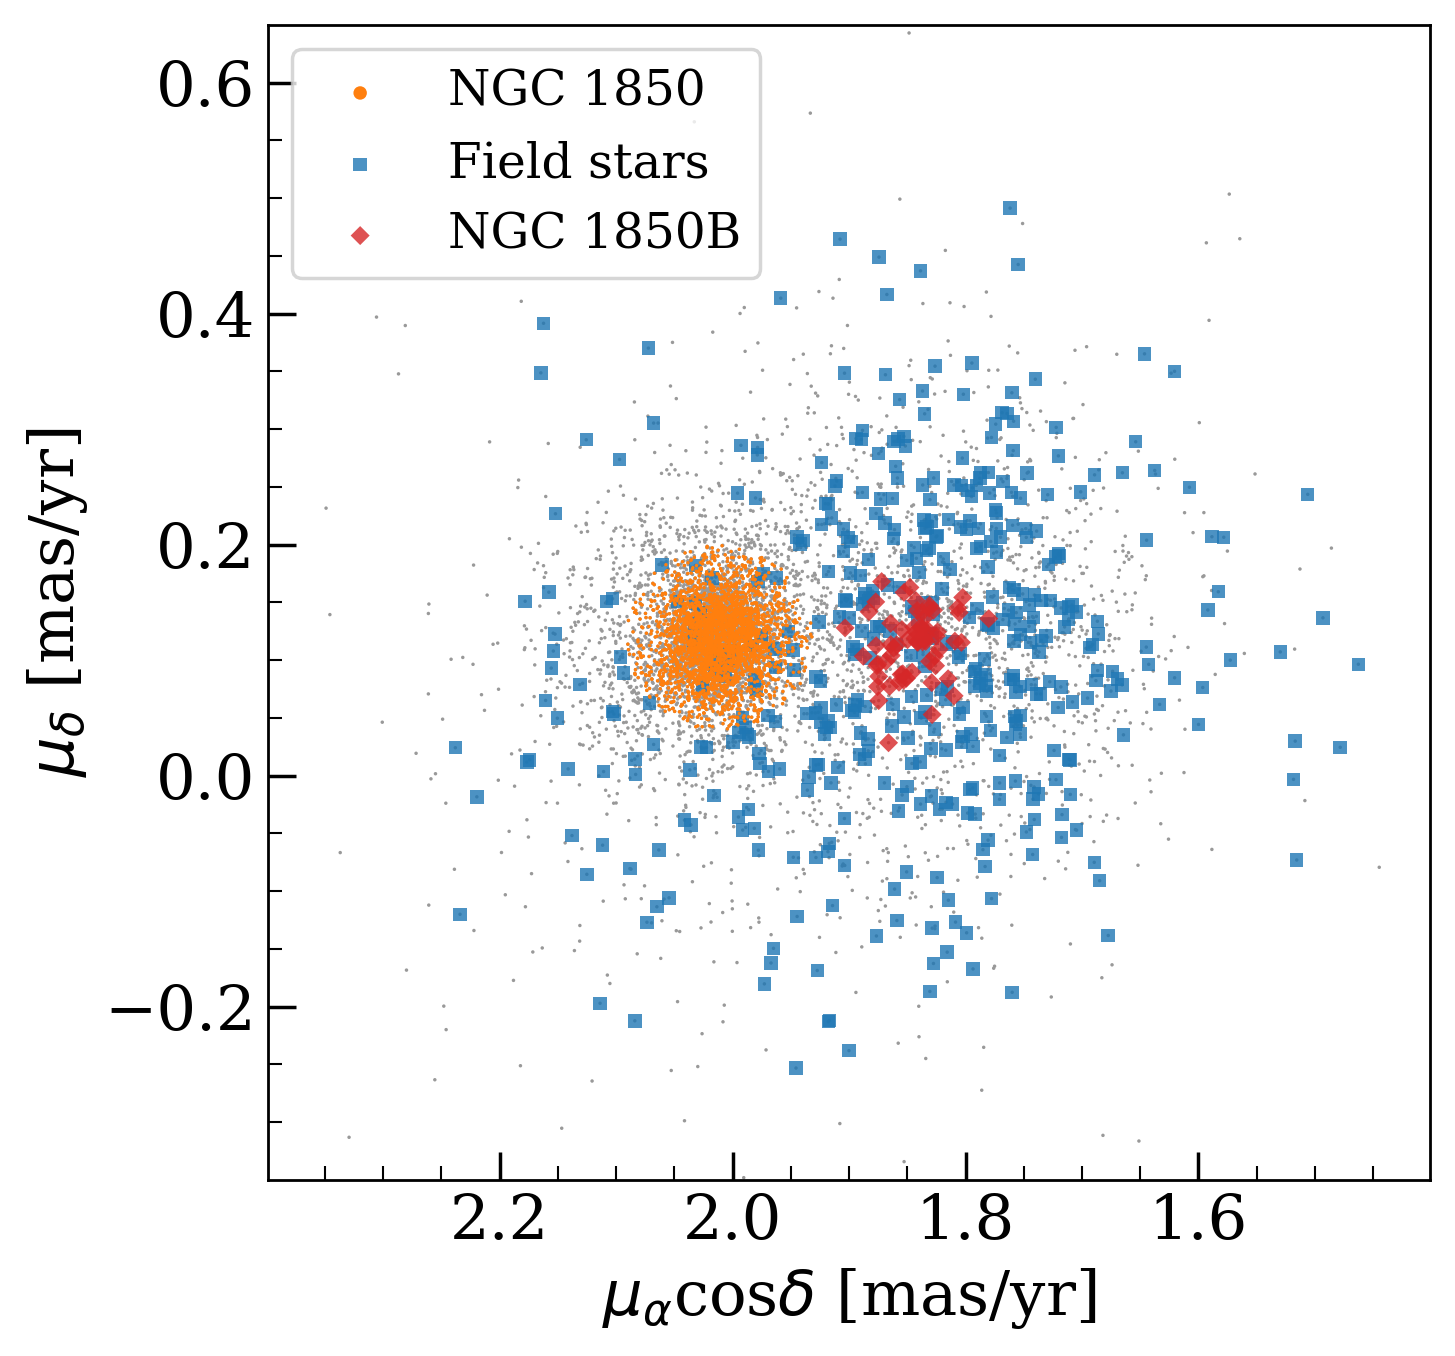 NGC 1850
Field stars
NGC 1850B
0.6
0.4
0.2
0.0
−0.2
μδ [mas/yr]
2.2 2.0 1.8 1.6
μαcosδ [mas/yr]